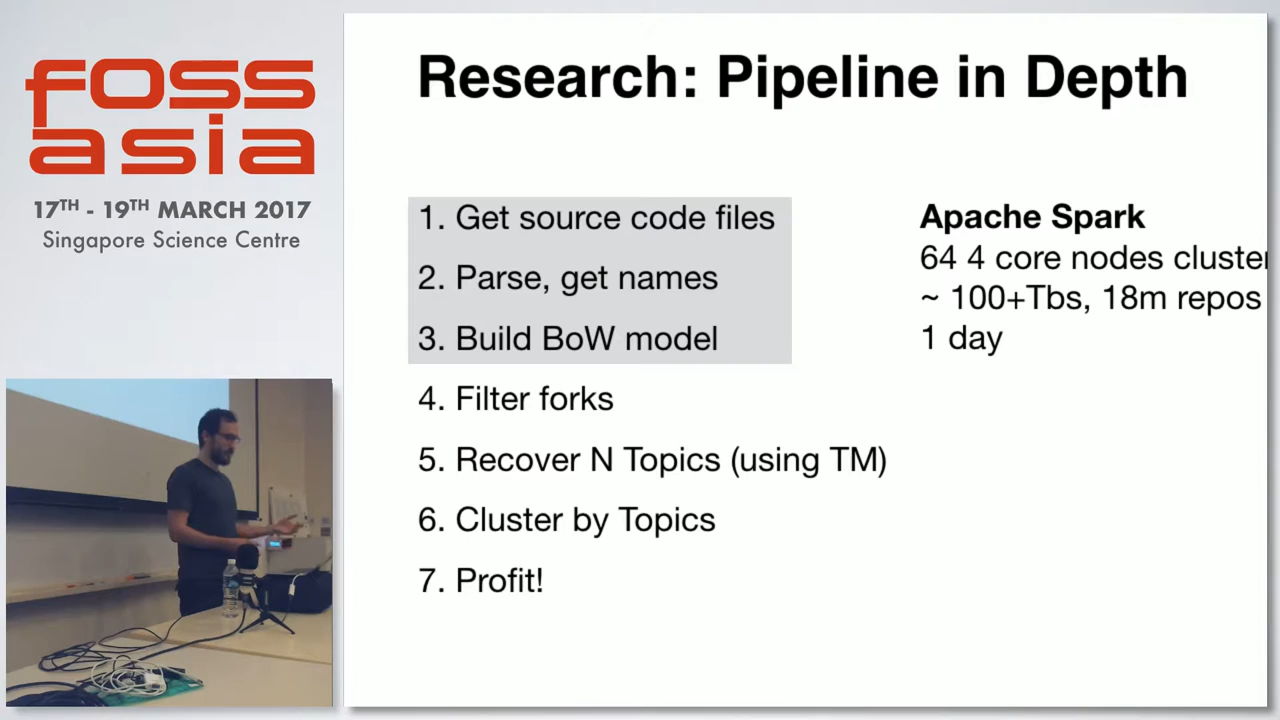 foss
asia
17TH - 19TH MARCH 2017
Singapore Science Centre
Research: Pipeline in Depth
1. Get source code files
2. Parse, get names
3. Build BoW model
4. Filter forks
5. Recover N Topics (using TM)
6. Cluster by Topics
7. Profit!
Apache Spark
64 4 core nodes cluster
~ 100+Tbs, 18m repos
1 day